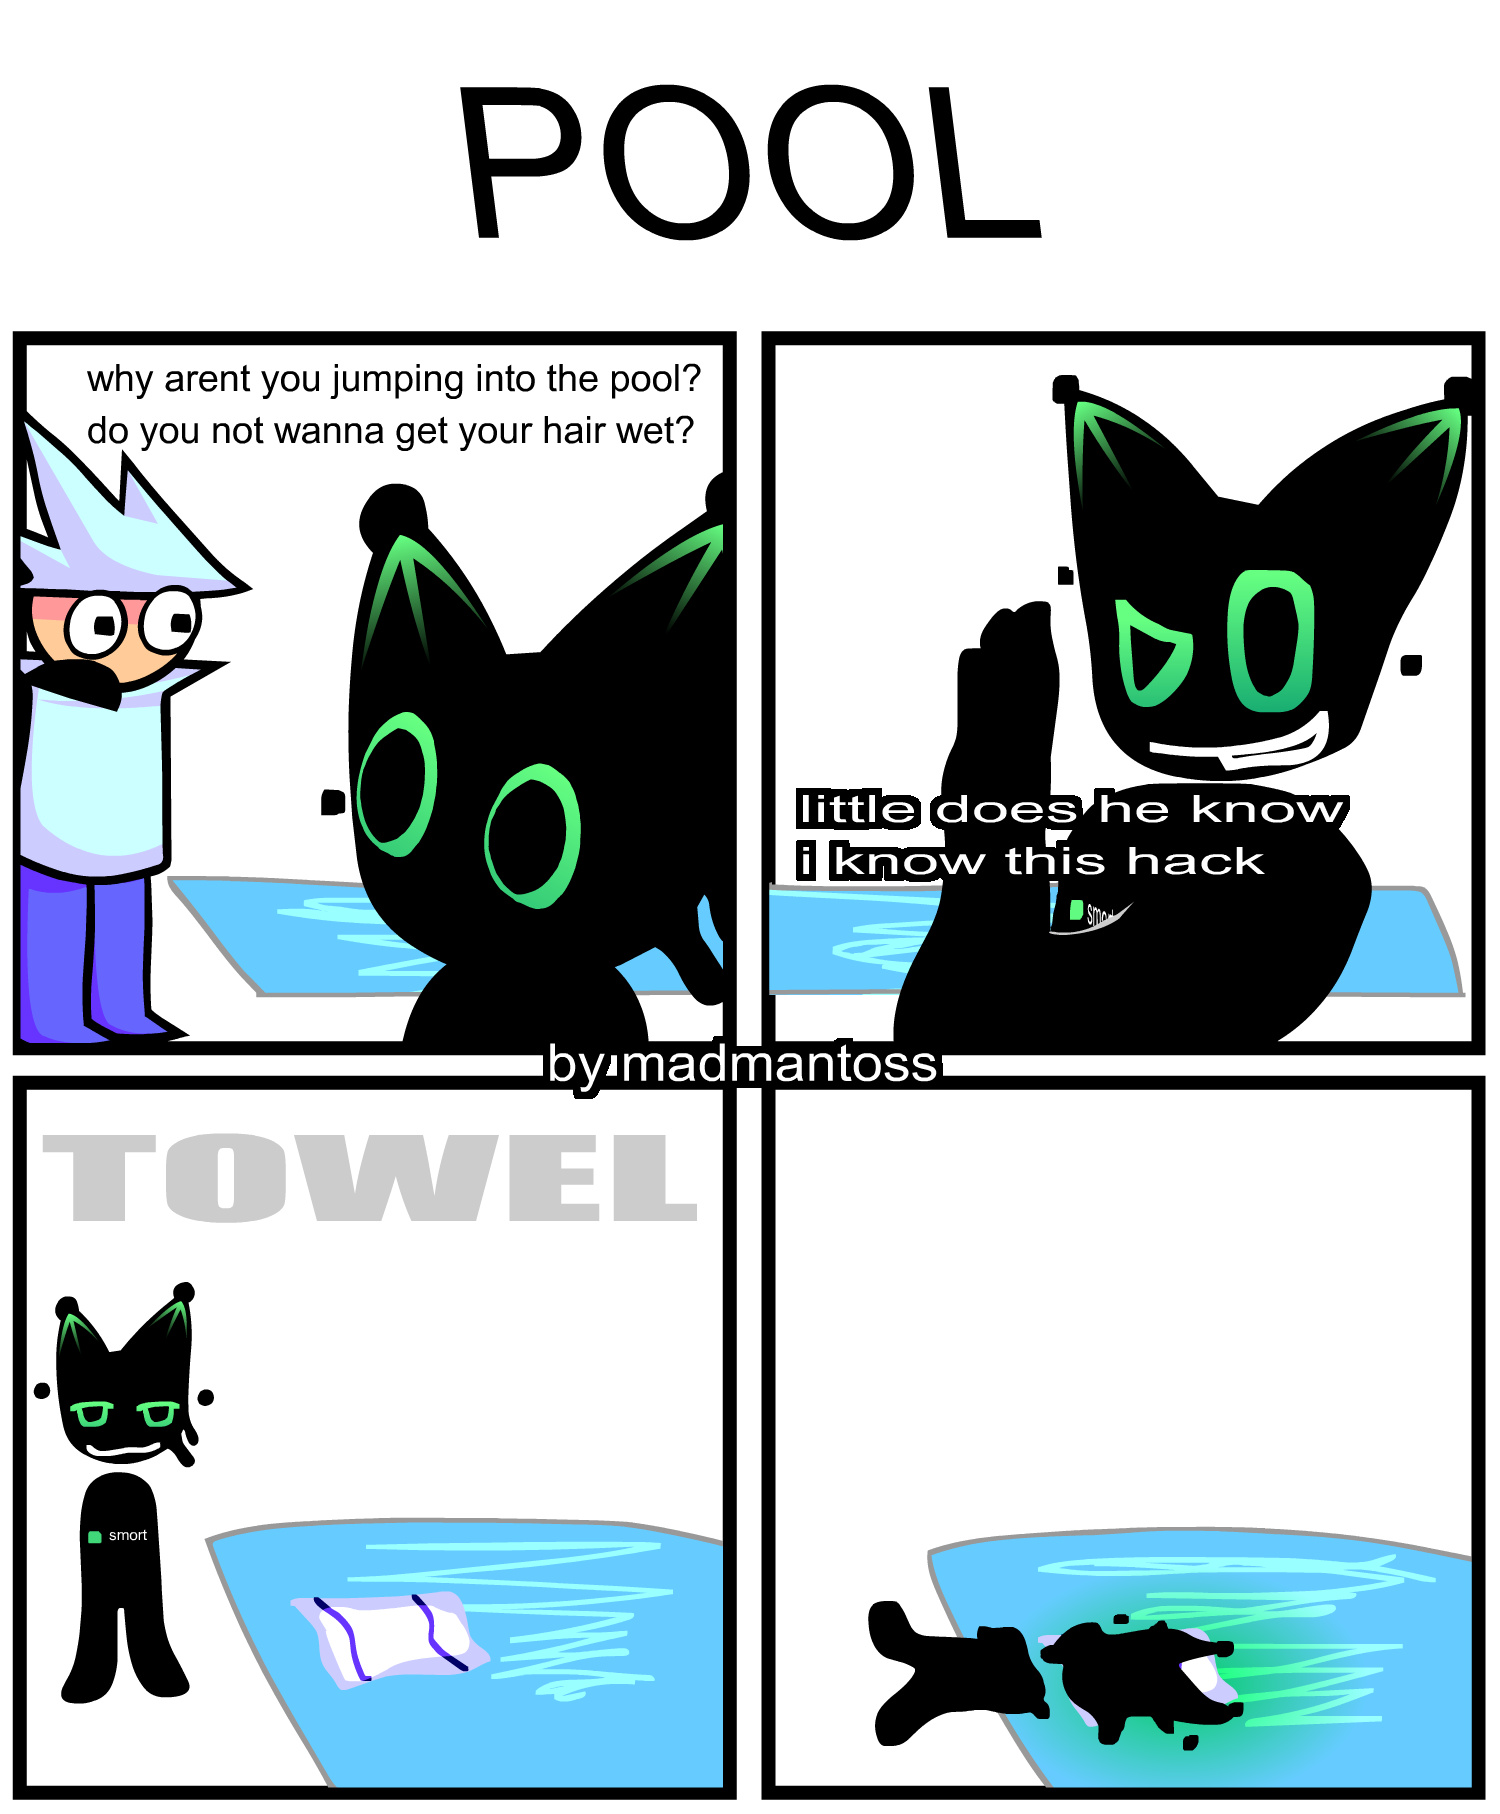 POOL
why arent you jumping into the pool?
do you not wanna get your hair wet?
little does he know
i know this hack
by madmantoss
TOWEL
smort